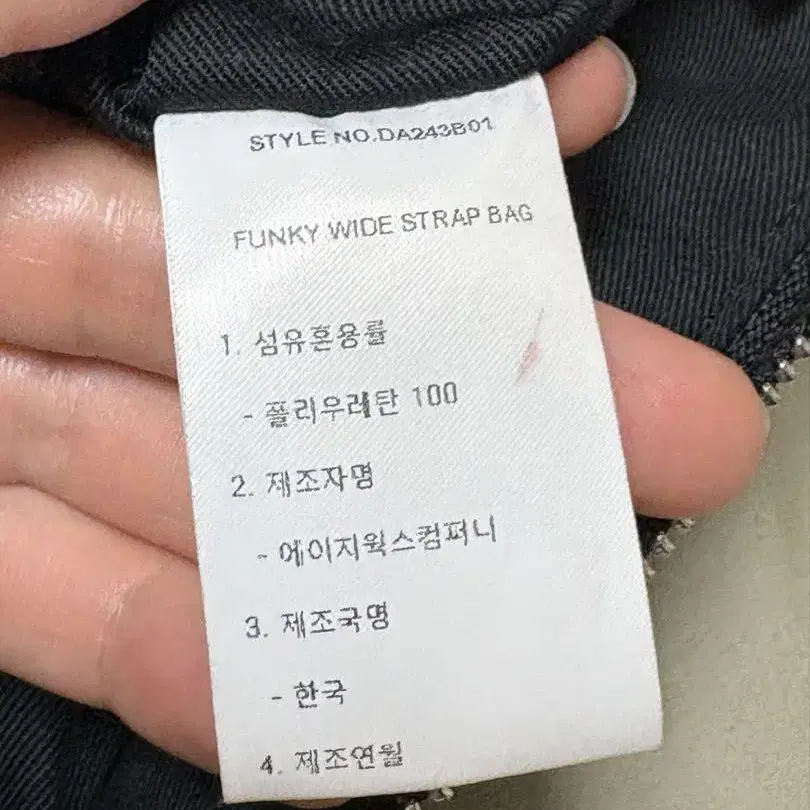 STYLE NO.DA243B01
FUNKY WIDE STRAP BAG
1. 섬유혼용률
- 폴리우레탄 100
2. 제조자명
- 에이지웍스컴퍼니
3. 제조국명
- 한국
4. 제조연월